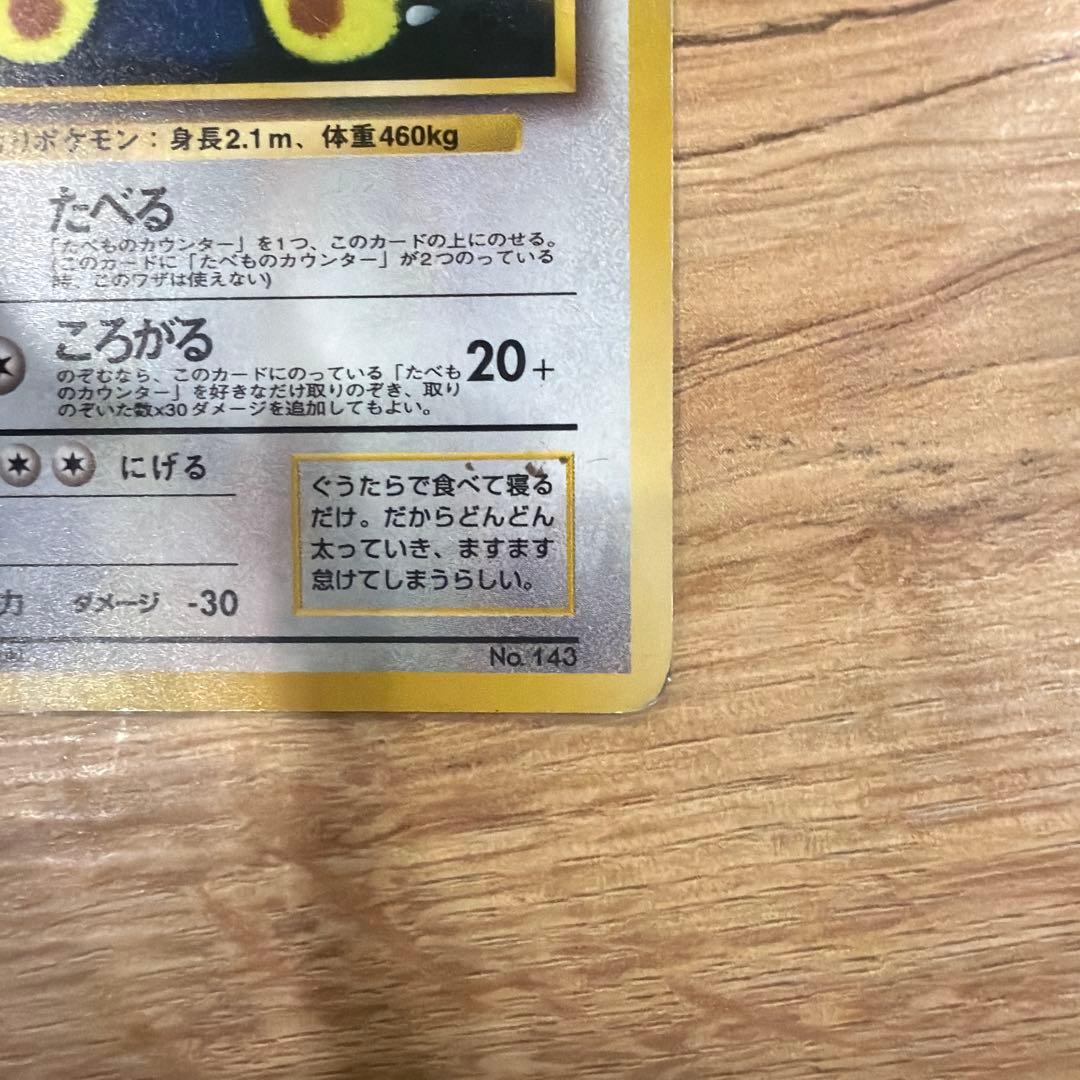 ポケモン：身長2.1m、体重460kg
たべる
「たべものカウンター」を1つ、このカードの上にのせる。
(このカードに「たべものカウンター」が2つのっている
時、このワザは使えない)
ころがる
20+
のぞむなら、このカードにのっている「たべも
のカウンター」を好きなだけ取りのぞき、取り
のぞいた数x30ダメージを追加してもよい。
にげる
ぐうたらで食べて寝る
だけ。だからどんどん
太っていき、ますます
怠けてしまうらしい。
力 ダメージ -30
No. 143